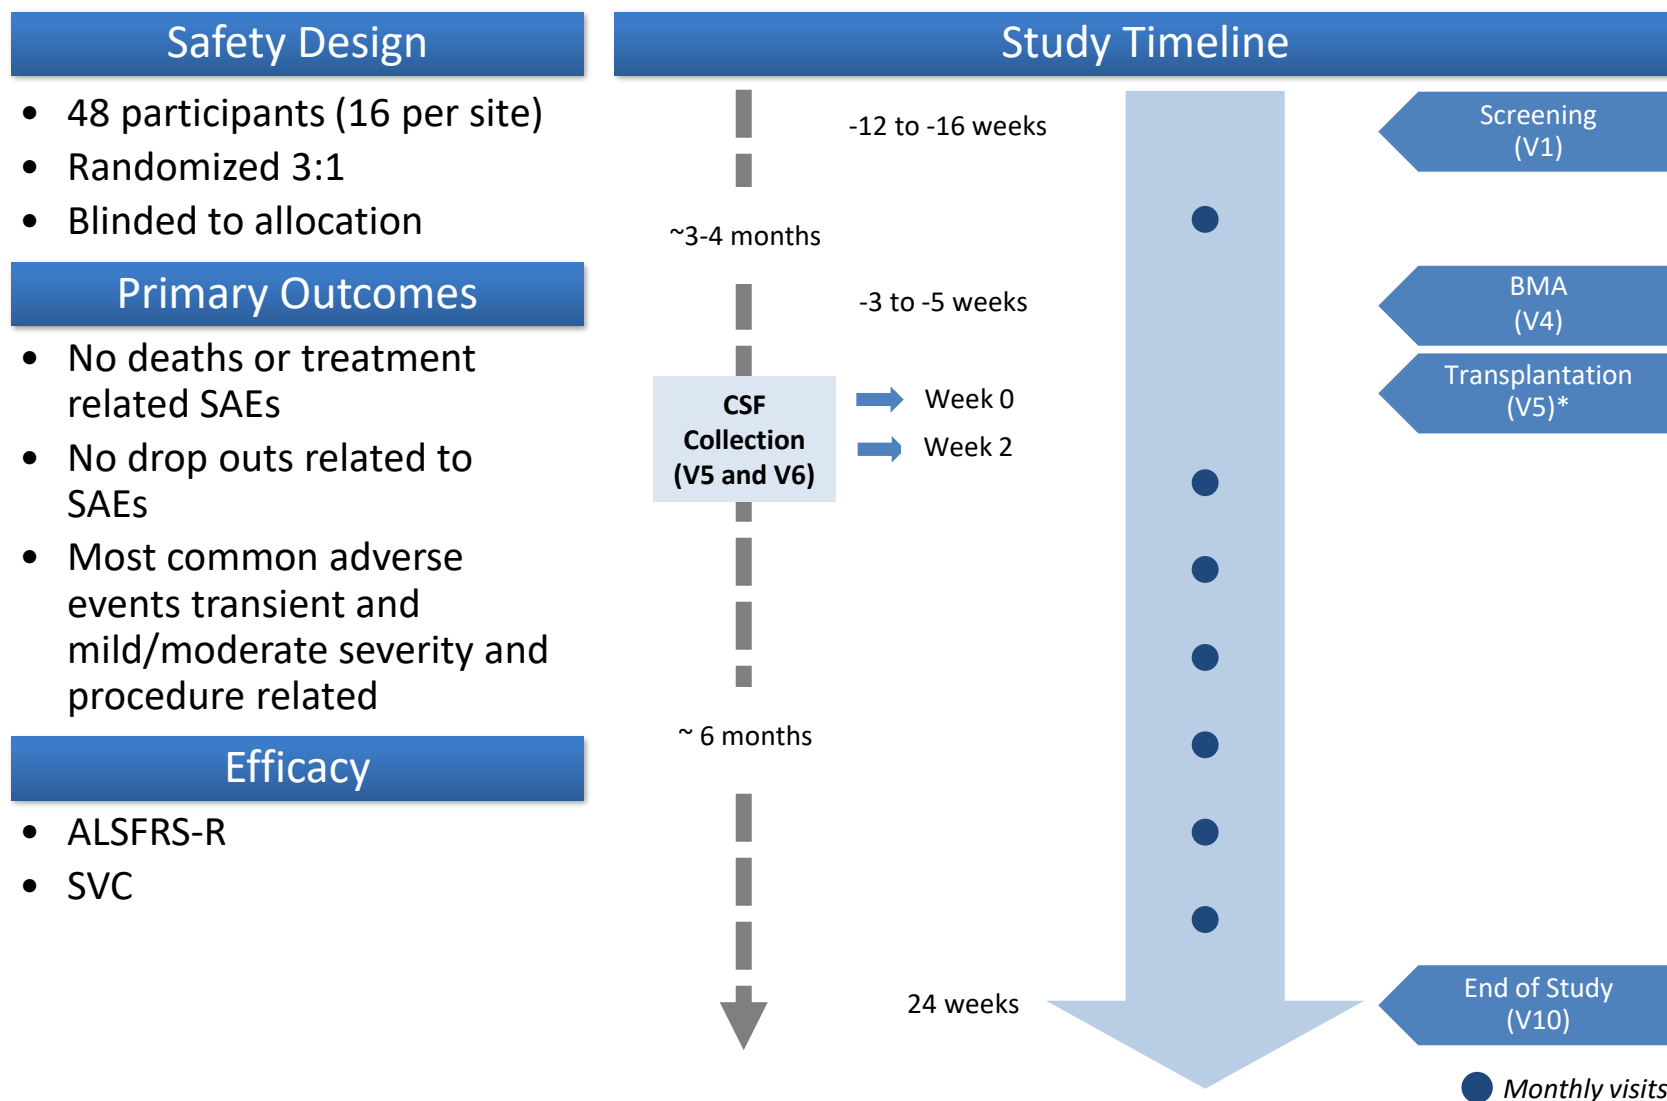 Safety Design
• 48 participants (16 per site)
• Randomized 3:1
• Blinded to allocation
Primary Outcomes
• No deaths or treatment
related SAEs
• No drop outs related to
SAEs
• Most common adverse
events transient and
mild/moderate severity and
procedure related
Efficacy
• ALSFRS-R
• SVC
Study Timeline
-12 to -16 weeks
Screening
(V1)
~3-4 months
-3 to -5 weeks
BMA
(V4)
Transplantation
(V5)*
CSF
Collection
(V5 and V6)
Week 0
Week 2
~ 6 months
24 weeks
End of Study
(V10)
Monthly visits